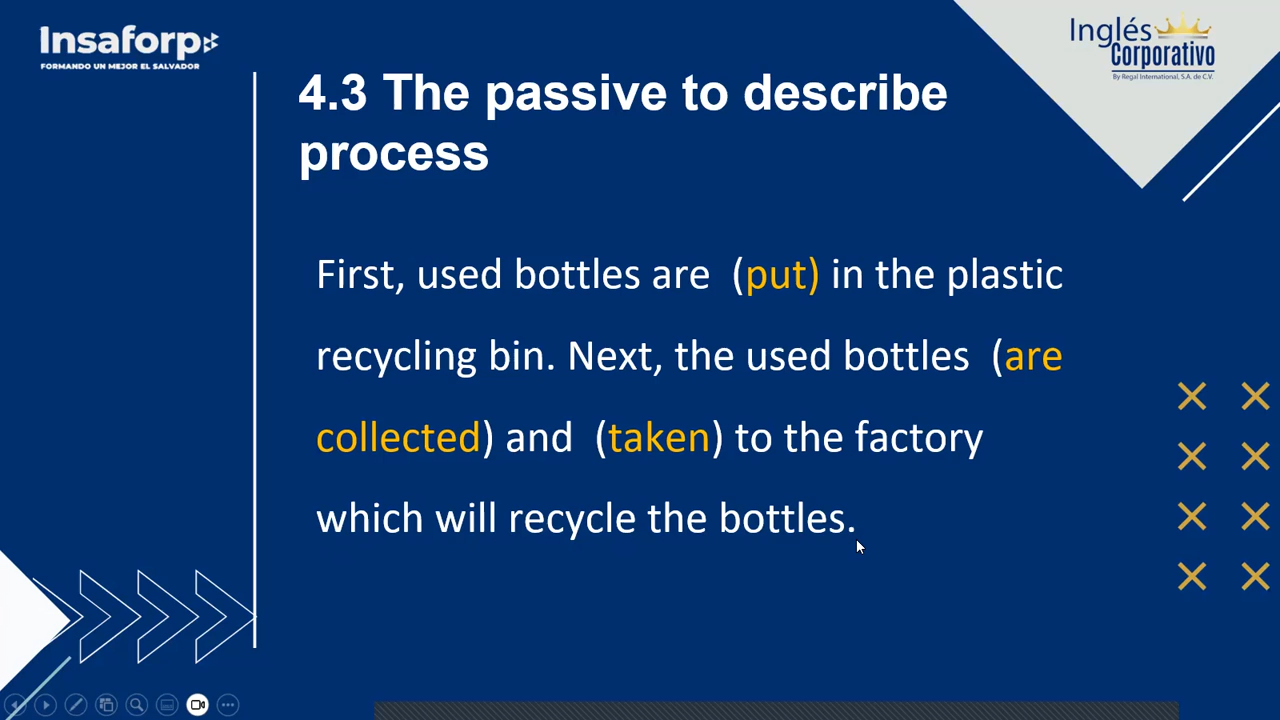 Insaforp
FORMANDO UN MEJOR EL SALVADOR
Inglés
Corporativo
By Regal International, S.A. de C.V.
4.3 The passive to describe
process
First, used bottles are (put) in the plastic
recycling bin. Next, the used bottles (are
collected) and (taken) to the factory
which will recycle the bottles.